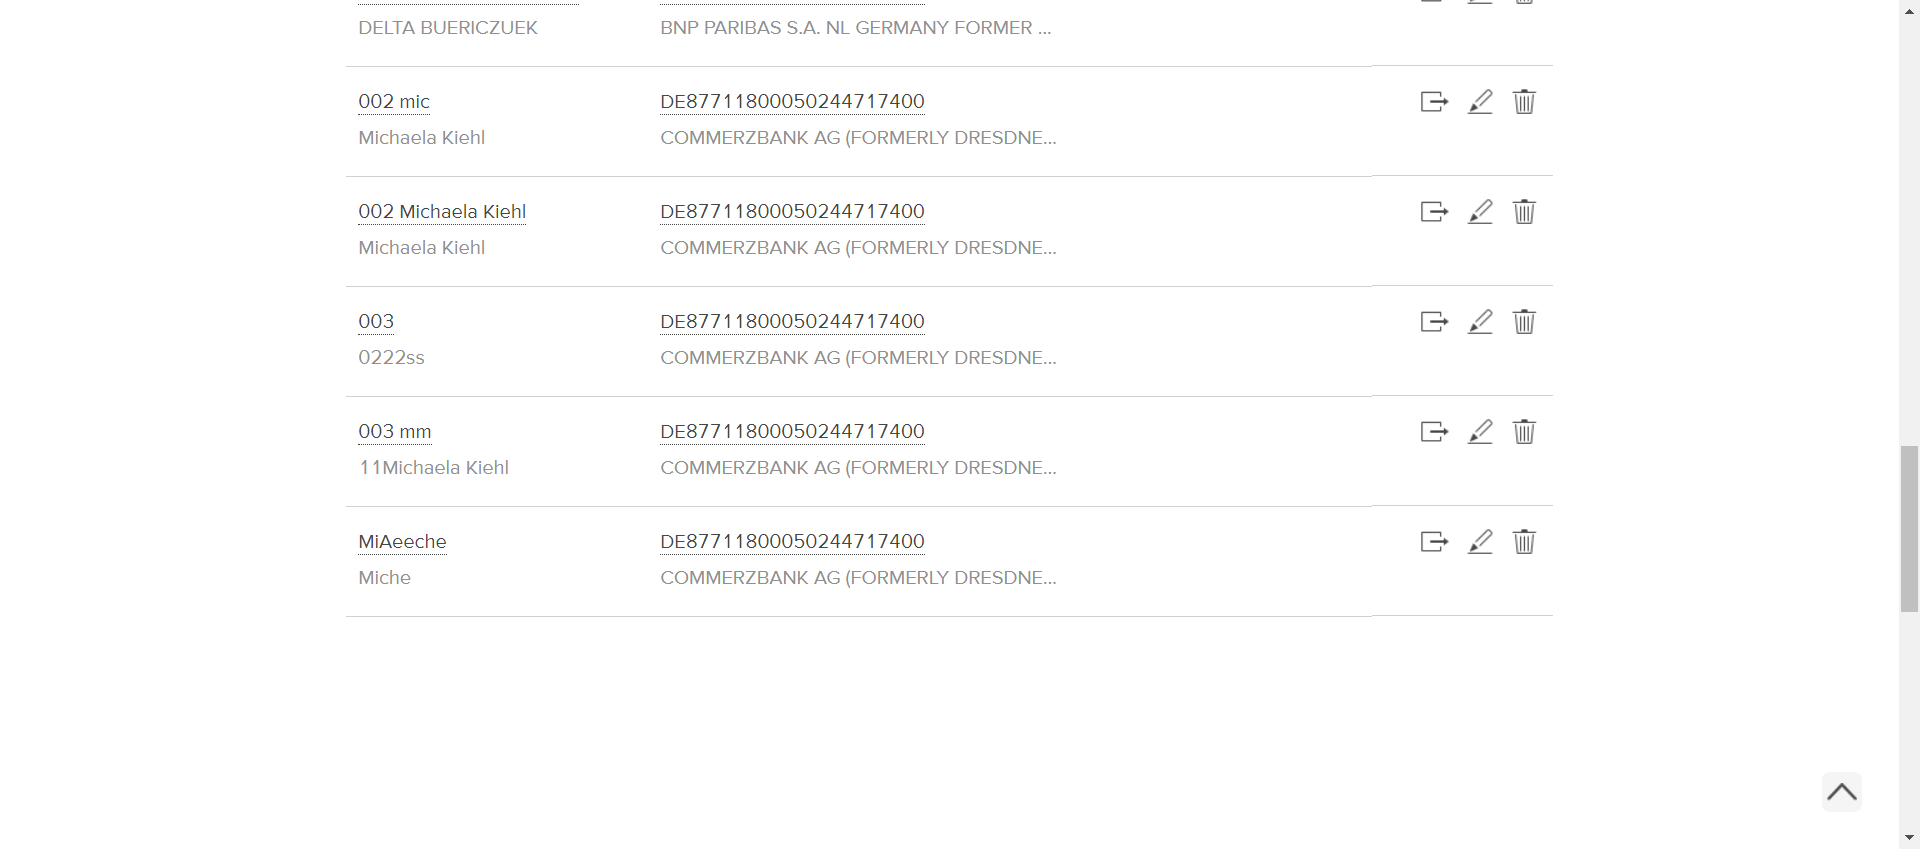 DELTA BUERICZUEK
BNP PARIBAS S.A. NL GERMANY FORMER ...
002 mic
DE87711800050244717400
Michaela Kiehl
COMMERZBANK AG (FORMERLY DRESDNE...
002 Michaela Kiehl
DE87711800050244717400
Michaela Kiehl
COMMERZBANK AG (FORMERLY DRESDNE...
003
DE87711800050244717400
0222ss
COMMERZBANK AG (FORMERLY DRESDNE...
003 mm
DE87711800050244717400
11Michaela Kiehl
COMMERZBANK AG (FORMERLY DRESDNE...
MiAeeche
DE87711800050244717400
Miche
COMMERZBANK AG (FORMERLY DRESDNE...